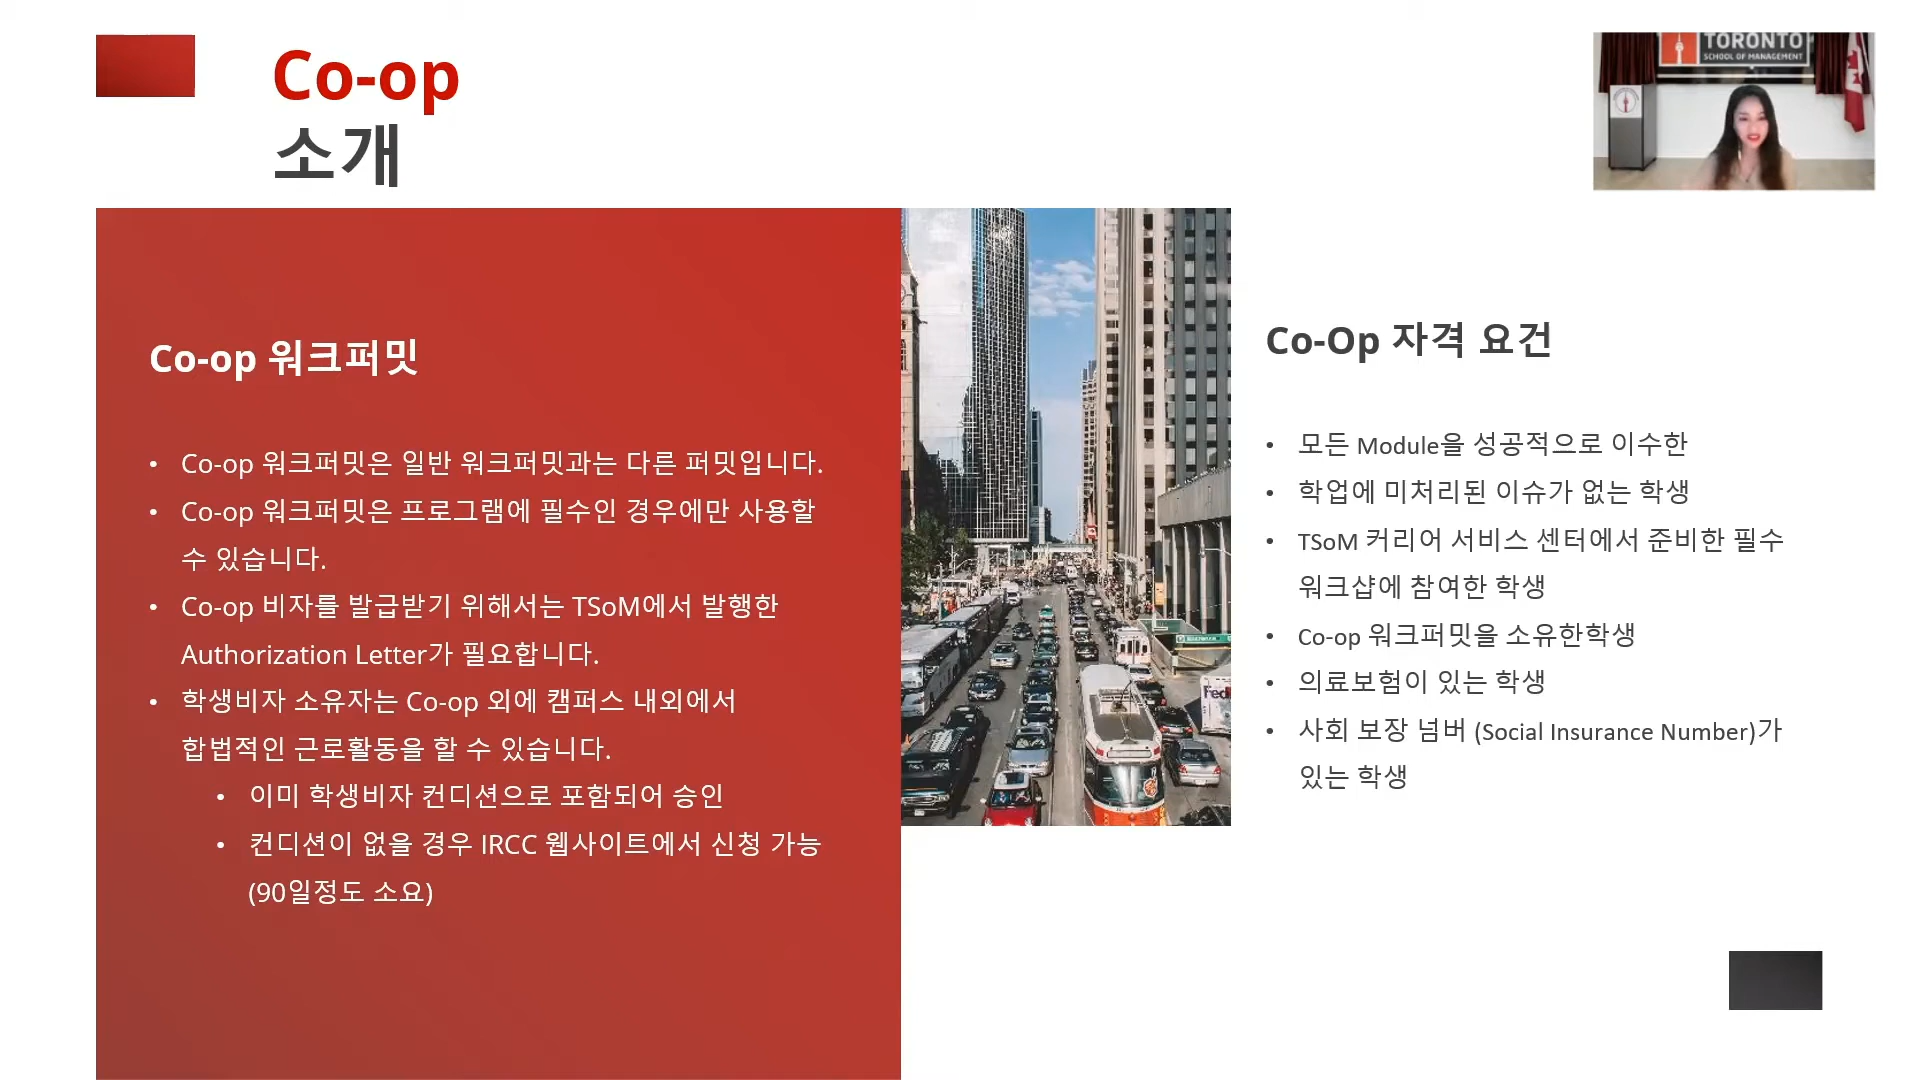 Co-op
소개
TORONTO
SCHOOL OF MANAGEMENT
Co-op 워크퍼밋
• Co-op 워크퍼밋은 일반 워크퍼밋과는 다른 퍼밋입니다.
• Co-op 워크퍼밋은 프로그램에 필수인 경우에만 사용할
수 있습니다.
• Co-op 비자를 발급받기 위해서는 TSoM에서 발행한
Authorization Letter가 필요합니다.
• 학생비자 소유자는 Co-op 외에 캠퍼스 내외에서
합법적인 근로활동을 할 수 있습니다.
• 이미 학생비자 컨디션으로 포함되어 승인
• 컨디션이 없을 경우 IRCC 웹사이트에서 신청 가능
(90일정도 소요)
Co-Op 자격 요건
• 모든 Module을 성공적으로 이수한
• 학업에 미처리된 이슈가 없는 학생
• TSoM 커리어 서비스 센터에서 준비한 필수
워크샵에 참여한 학생
• Co-op 워크퍼밋을 소유한학생
• 의료보험이 있는 학생
• 사회 보장 넘버 (Social Insurance Number)가
있는 학생